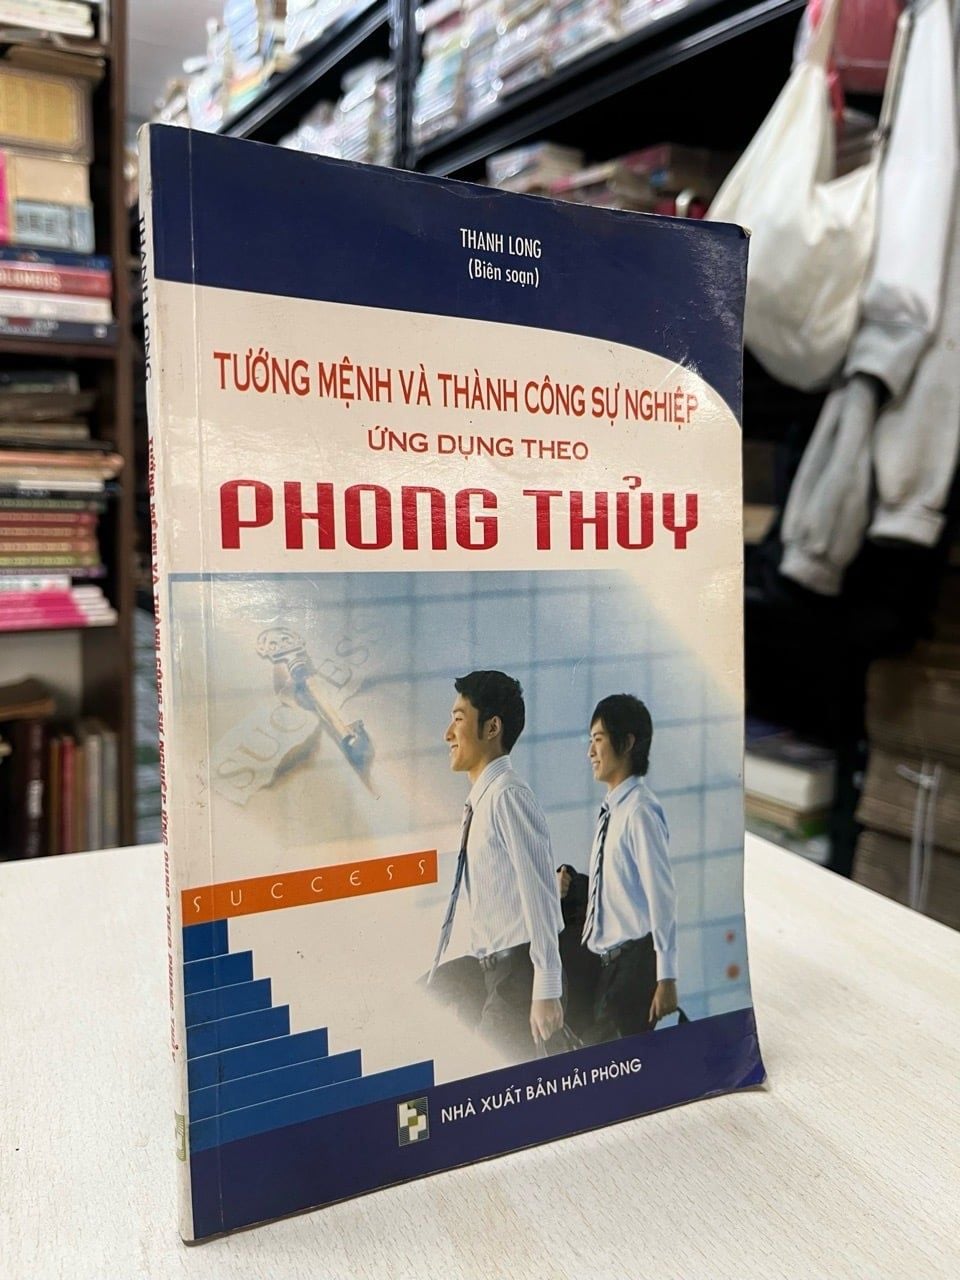 THANH LONG
(Biên soạn)
TƯỚNG MỆNH VÀ THÀNH CÔNG SỰ NGHIỆP
ỨNG DỤNG THEO
PHONG THỦY
SUCCESS
SUCCESS
NHÀ XUẤT BẢN HẢI PHÒNG
THANH LONG
TƯỚNG MỆNH VÀ THÀNH CÔNG SỰ NGHIỆP ỨNG DỤNG THEO PHONG THỦY